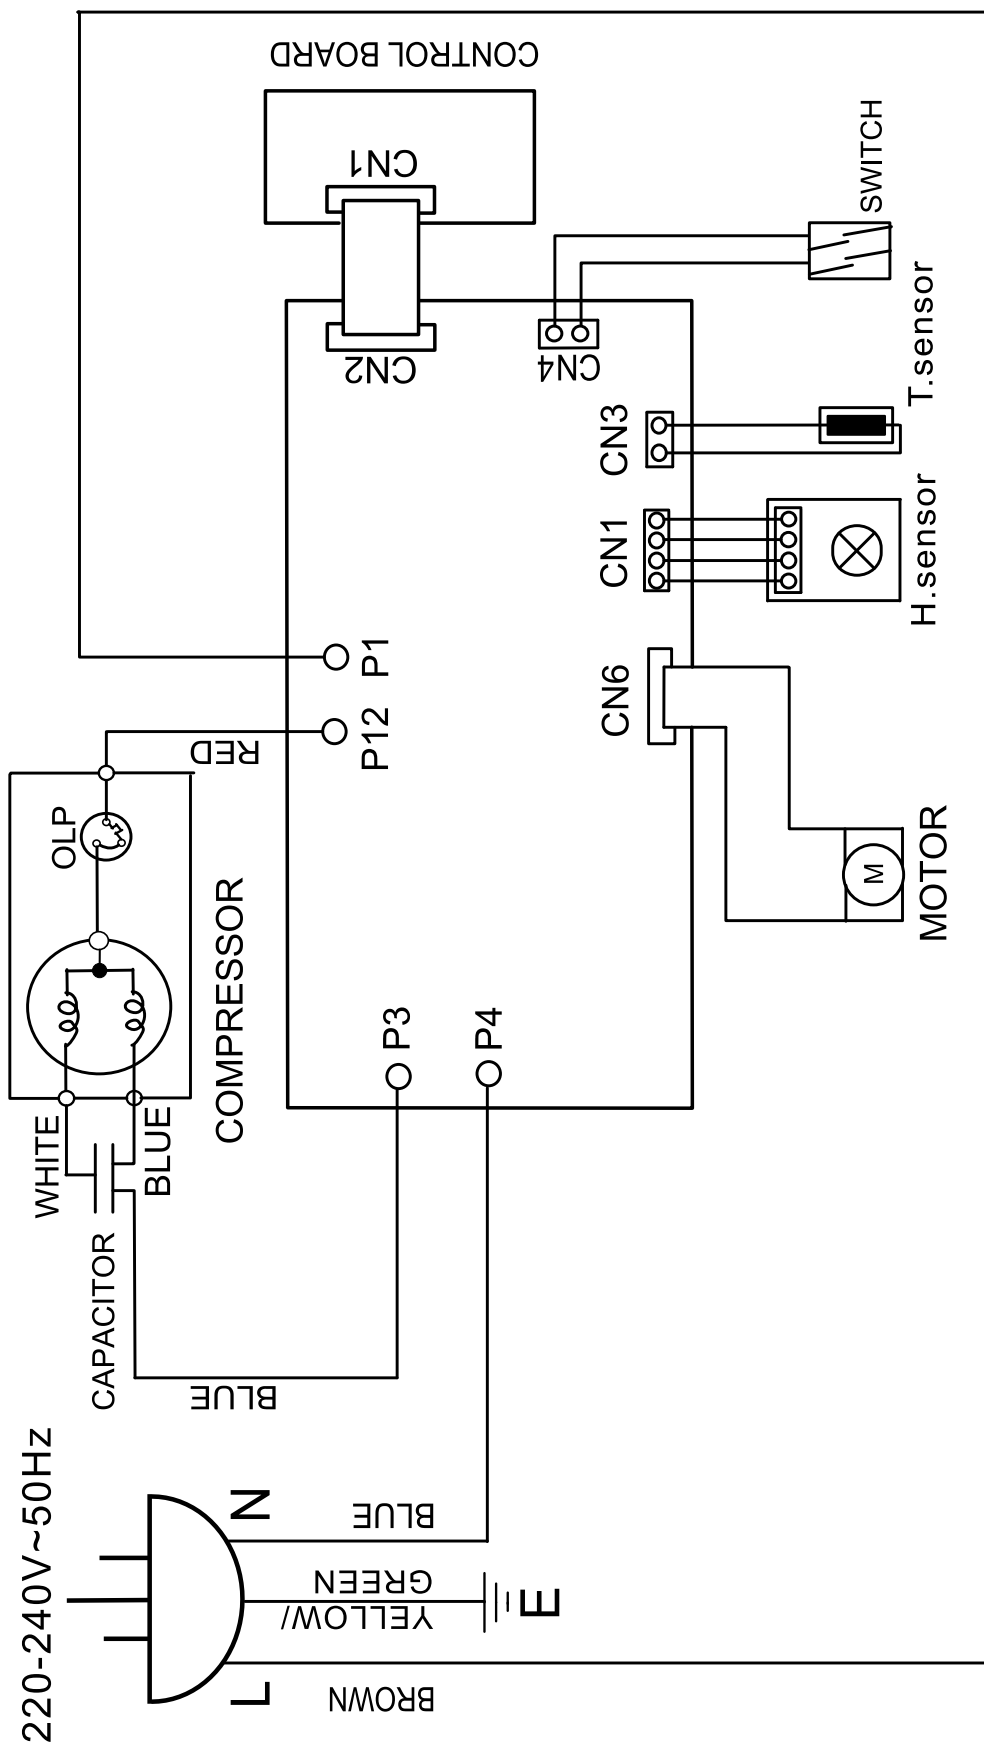 CONTROL BOARD
CN1
SWITCH
T.sensor
CN2
CN4
CN3
CN1
H.sensor
P1
P12
RED
CN6
OLP
COMPRESSOR
MOTOR
M
P3
P4
WHITE
BLUE
CAPACITOR
BLUE
220-240V~50Hz
N
BLUE
YELLOW/
GREEN
E
L
BROWN